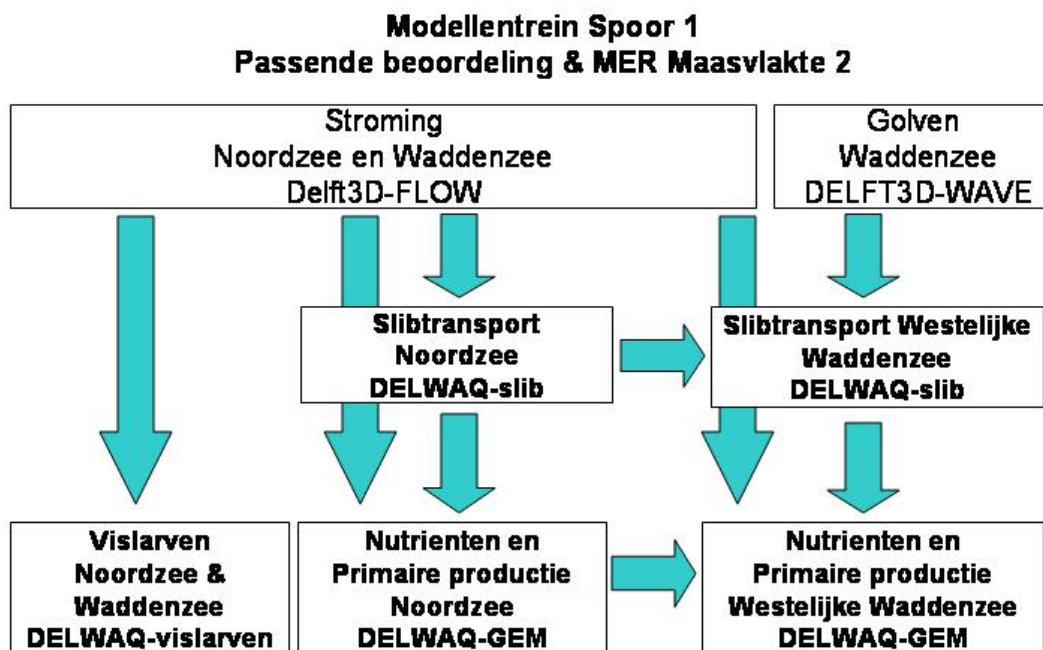 Modellentrein Spoor 1
Passende beoordeling & MER Maasvlakte 2
Stroming
Noordzee en Waddenzee
Delft3D-FLOW
Golven
Waddenzee
DELFT3D-WAVE
Slibtransport
Noordzee
DELWAQ-slib
Slibtransport Westelijke
Waddenzee
DELWAQ-slib
Vislarven
Noordzee &
Waddenzee
DELWAQ-vislarven
Nutrienten en
Primaire productie
Noordzee
DELWAQ-GEM
Nutrienten en
Primaire productie
Westelijke Waddenzee
DELWAQ-GEM